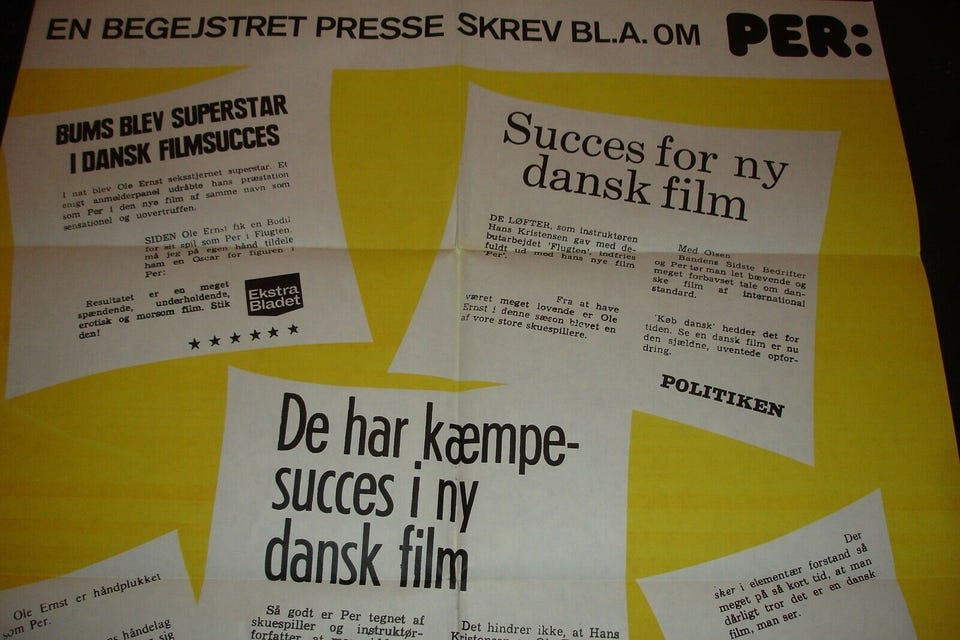 EN BEGEJSTRET PRESSE SKREV BL.A. OM PER:
BUMS BLEV SUPERSTAR
I DANSK FILMSUCCES
I nat blev Ole Ernst seksstjernet superstar. Et
enigt anmelderpanel udråbte hans præstation
som Per i den nye film af samme navn som
sensationel og uovertruffen.
SIDEN Ole Ernst fik en Bodil
for sit spil som Per i Flugten,
må jeg på egen hånd tildele
ham en Oscar for figuren i
Per:
Resultatet er en meget
spændende, underholdende,
erotisk og morsom film. Stik
den!
Ekstra
Bladet
★ ★ ★ ★ ★ ★
Succes for ny
dansk film
DE LØFTER, som instruktøren
Hans Kristensen gav med de-
butarbejdet 'Flugten', indfries
fuldt ud med hans nye film
'Per'.
Fra at have
været meget lovende er Ole
Ernst i denne sæson blevet en
af vore store skuespillere.
Med Olsen
Bandens Sidste Bedrifter
og Per tør man let bævende og
meget forbavset tale om dan-
ske film af international
standard.
'Køb dansk' hedder det for
tiden. Se en dansk film er nu
den sjældne, uventede opfor-
dring.
POLITIKEN
De har kæmpe-
succes i ny
dansk film
Så godt er Per tegnet af
skuespiller og instruktør-
forfatter, at
Det hindrer ikke, at Hans
Ole Ernst er håndplukket
som Per.
håndelag
sig
Der
sker i elementær forstand så
meget på så kort tid, at man
dårligt tror det er en dansk
film, man ser.